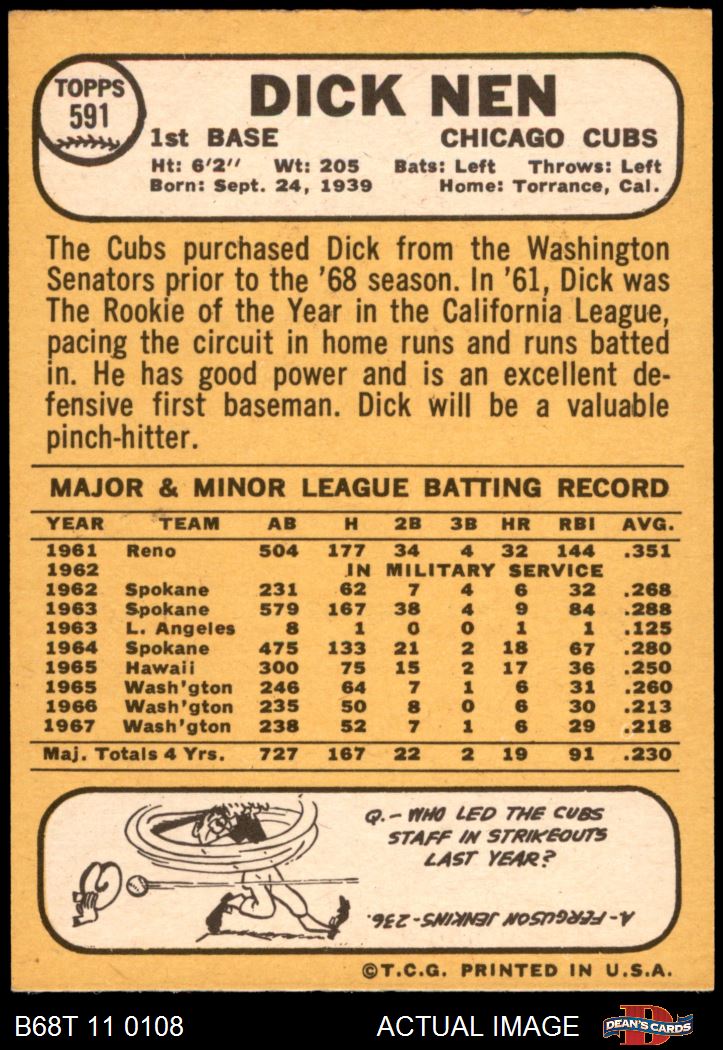 TOPPS
591
DICK NEN
1st BASE CHICAGO CUBS
Ht: 6'2" Wt: 205 Bats: Left Throws: Left
Born: Sept. 24, 1939 Home: Torrance, Cal.
The Cubs purchased Dick from the Washington
Senators prior to the '68 season. In '61, Dick was
The Rookie of the Year in the California League,
pacing the circuit in home runs and runs batted
in. He has good power and is an excellent de-
fensive first baseman. Dick will be a valuable
pinch-hitter.
MAJOR & MINOR LEAGUE BATTING RECORD
YEAR TEAM AB H 2B 3B HR RBI AVG.
1961 Reno 504 177 34 4 32 144 .351
1962 IN MILITARY SERVICE
1962 Spokane 231 62 7 4 6 32 .268
1963 Spokane 579 167 38 4 9 84 .288
1963 L. Angeles 8 1 0 0 1 1 .125
1964 Spokane 475 133 21 2 18 67 .280
1965 Hawaii 300 75 15 2 17 36 .250
1965 Wash'gton 246 64 7 1 6 31 .260
1966 Wash'gton 235 50 8 0 6 30 .213
1967 Wash'gton 238 52 7 1 6 29 .218
Maj. Totals 4 Yrs. 727 167 22 2 19 91 .230
Q.- WHO LED THE CUBS
STAFF IN STRIKEOUTS
LAST YEAR?
A-FERGUSON JENKINS-236.
©T.C.G. PRINTED IN U.S.A.
B68T 11 0108 ACTUAL IMAGE
D
DEAN'S CARDS